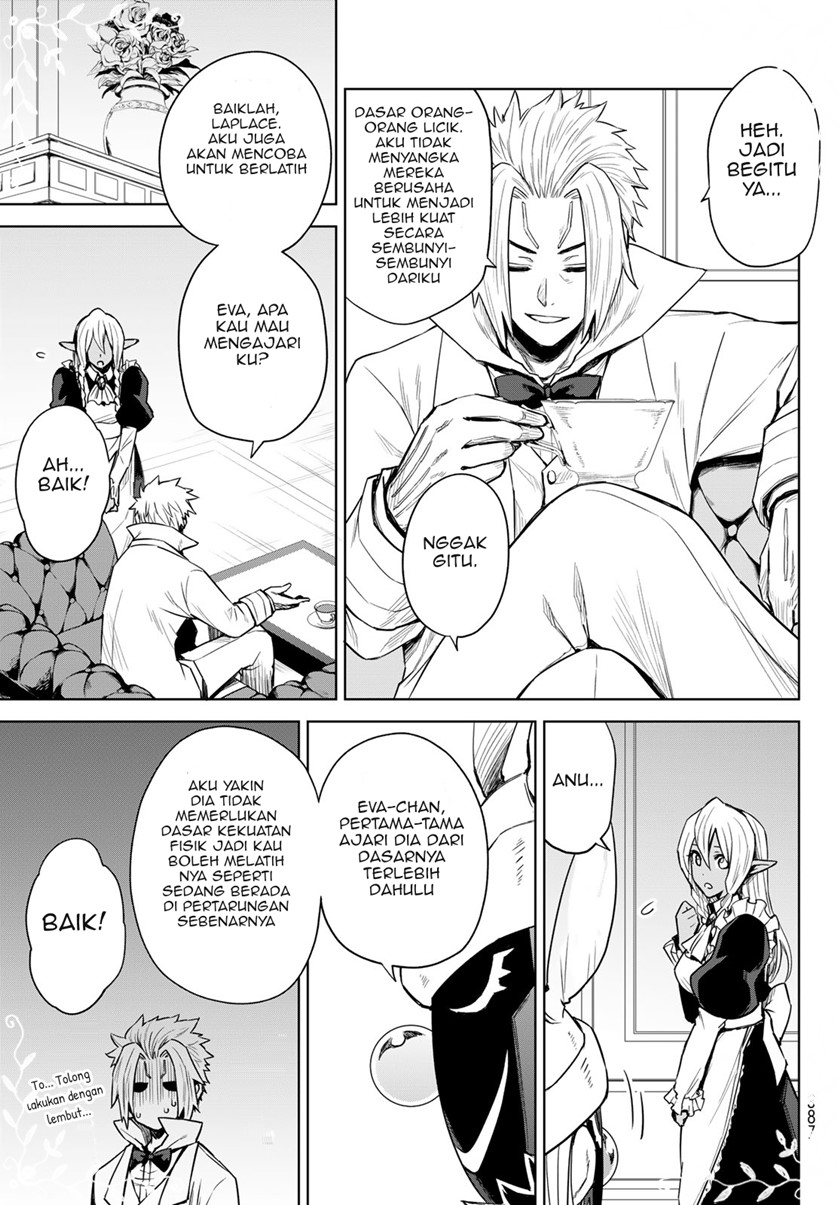 HEH.
JADI
BEGITU
YA...
DASAR ORANG-
ORANG LICIK.
AKU TIDAK
MENYANGKA
MEREKA
BERUSAHA
UNTUK MENJADI
LEBIH KUAT
SECARA
SEMBUNYI-
SEMBUNYI
DARIKU
NGGAK
GITU.
BAIKLAH,
LAPLACE.
AKU JUGA
AKAN MENCOBA
UNTUK BERLATIH
EVA, APA
KAU MAU
MENGAJARI
KU?
AH...
BAIK!
ANU...
EVA-CHAN,
PERTAMA-TAMA
AJARI DIA DARI
DASARNYA
TERLEBIH
DAHULU
AKU YAKIN
DIA TIDAK
MEMERLUKAN
DASAR KEKUATAN
FISIK JADI KAU
BOLEH MELATIH
NYA SEPERTI
SEDANG BERADA
DI PERTARUNGAN
SEBENARNYA
BAIK!
To... Tolong
lakukan dengan
lembut...